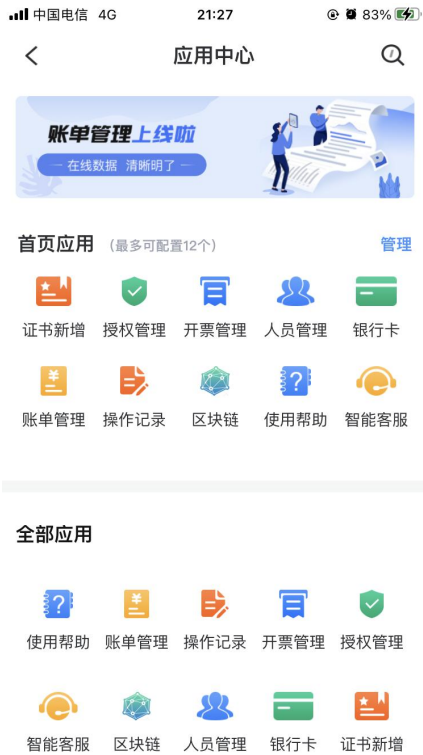 中国电信 4G 21:27 83%
应用中心
账单管理上线啦
在线数据 清晰明了
首页应用 (最多可配置12个) 管理
证书新增 授权管理 开票管理 人员管理 银行卡
账单管理 操作记录 区块链 使用帮助 智能客服
全部应用
使用帮助 账单管理 操作记录 开票管理 授权管理
智能客服 区块链 人员管理 银行卡 证书新增